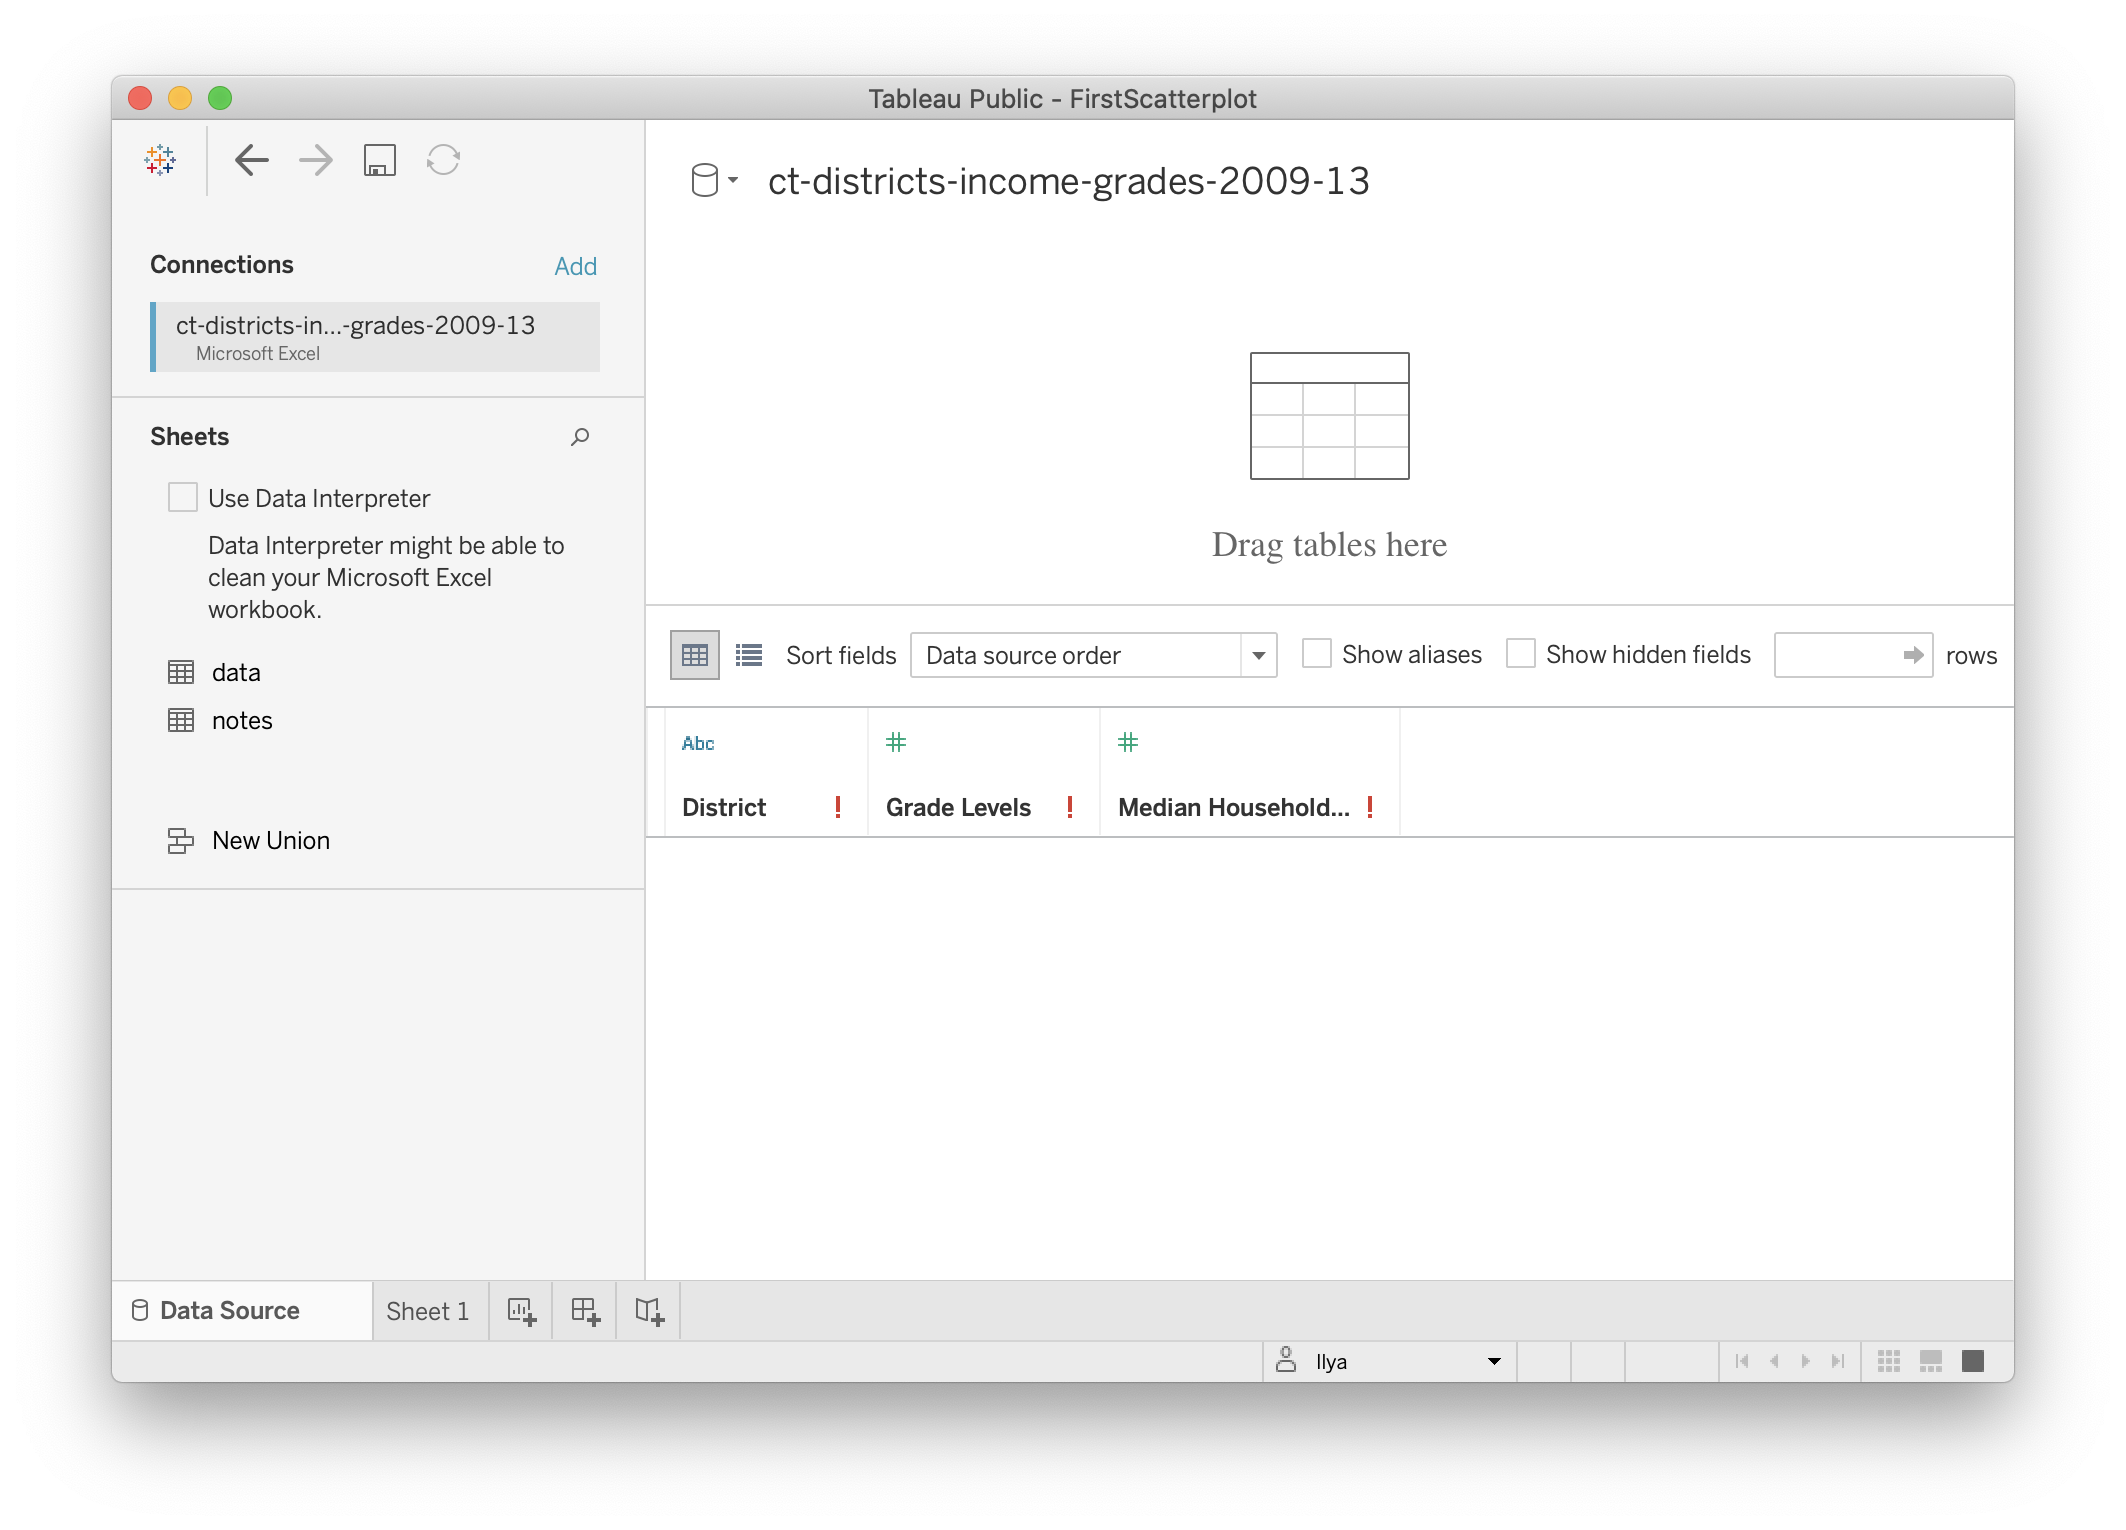 Tableau Public - FirstScatterplot
ct-districts-income-grades-2009-13
Connections
Add
ct-districts-in...-grades-2009-13
Microsoft Excel
Sheets
Use Data Interpreter
Data Interpreter might be able to
clean your Microsoft Excel
workbook.
data
notes
New Union
Drag tables here
Sort fields Data source order Show aliases Show hidden fields rows
Abc # #
District ! Grade Levels ! Median Household... !
Data Source Sheet 1
Ilya